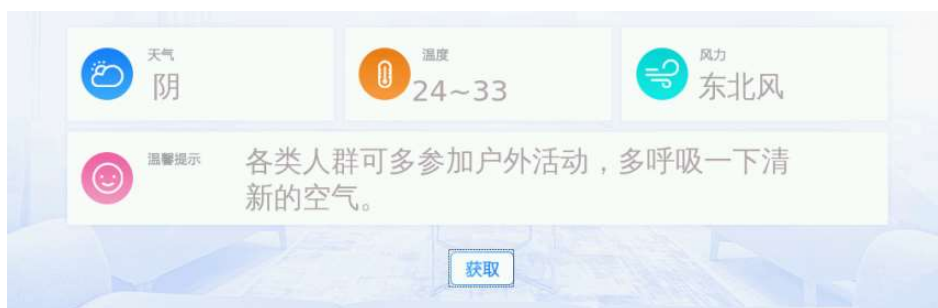 天气
阴
温度
24~33
风力
东北风
温馨提示
各类人群可多参加户外活动，多呼吸一下清
新的空气。
获取